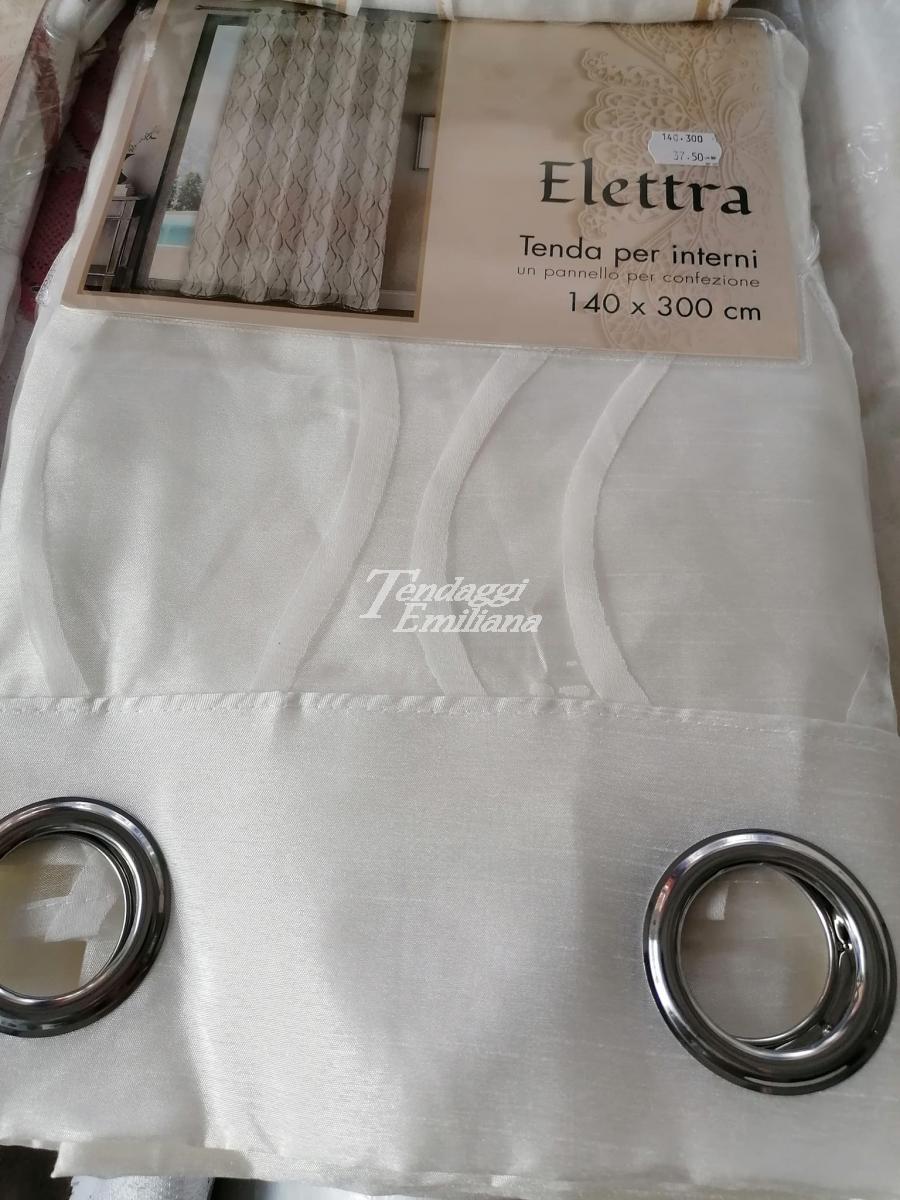 140.300
37.50
Elettra
Tenda per interni
un pannello per confezione
140 x 300 cm
Tendaggi
Emiliana